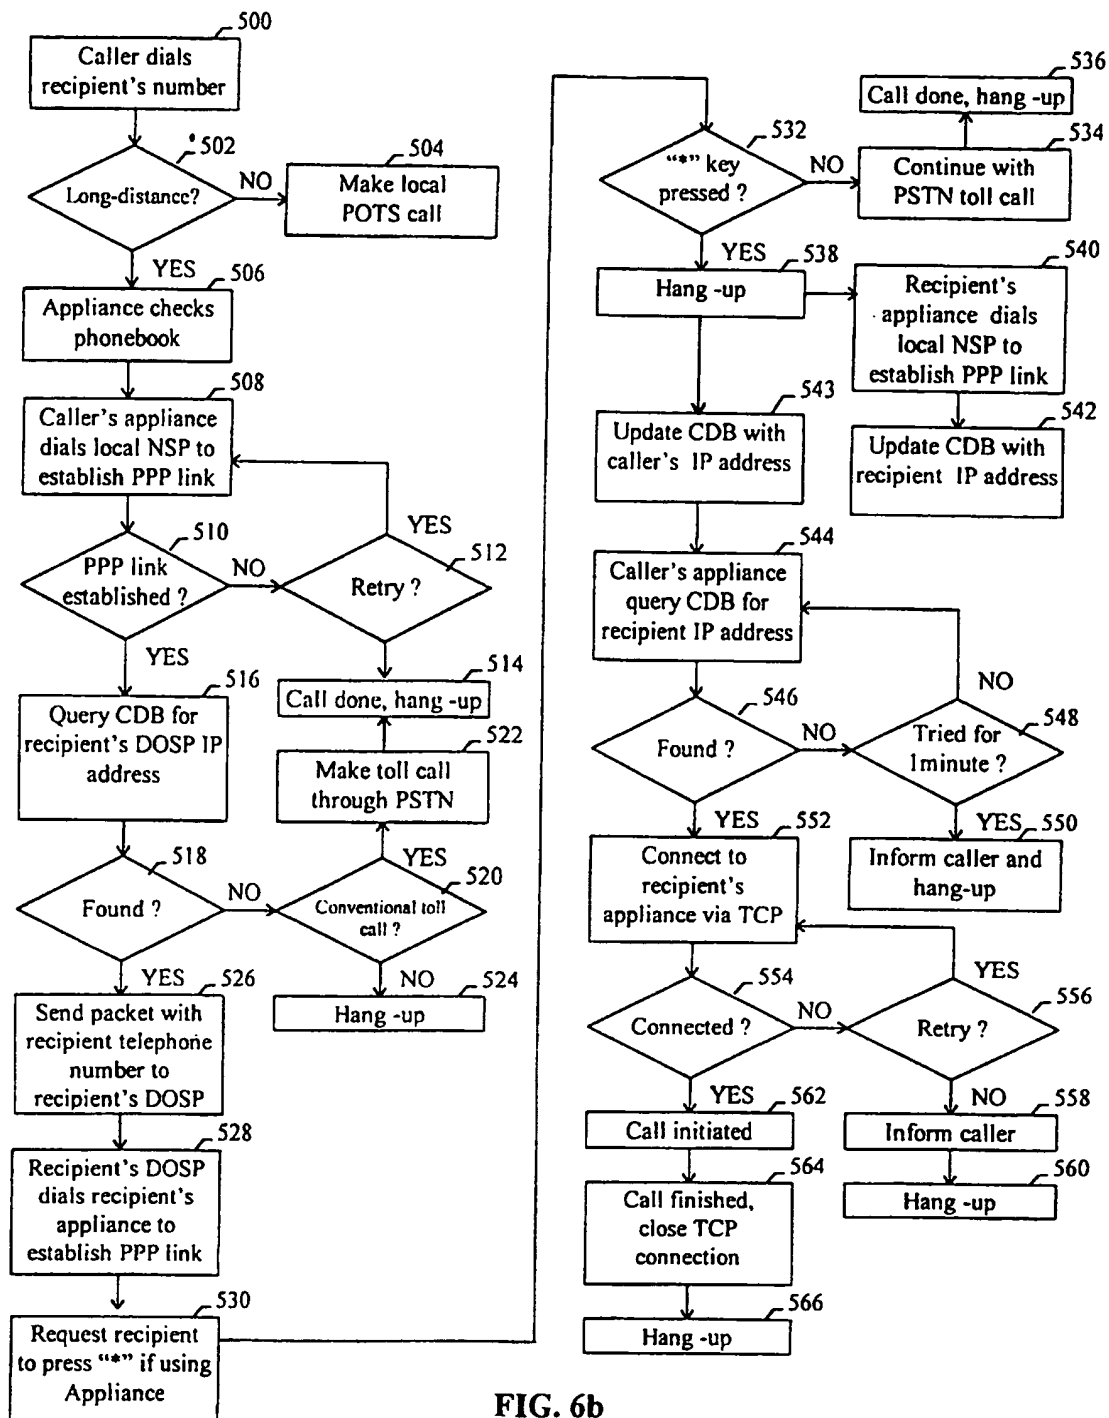 500
Caller dials
recipient's number
502
Long-distance?
NO
504
Make local
POTS call
YES
506
Appliance checks
phonebook
508
Caller's appliance
dials local NSP to
establish PPP link
510
PPP link
established ?
NO
YES
512
Retry ?
YES
514
Call done, hang -up
516
Query CDB for
recipient's DOSP IP
address
522
Make toll call
through PSTN
518
Found ?
NO
YES
520
Conventional toll
call ?
NO
524
Hang -up
YES
526
Send packet with
recipient telephone
number to
recipient's DOSP
528
Recipient's DOSP
dials recipient's
appliance to
establish PPP link
530
Request recipient
to press “*” if using
Appliance
532
“*” key
pressed ?
NO
534
Continue with
PSTN toll call
536
Call done, hang -up
YES
538
Hang -up
540
Recipient's
appliance dials
local NSP to
establish PPP link
542
Update CDB with
recipient IP address
543
Update CDB with
caller's IP address
544
Caller's appliance
query CDB for
recipient IP address
546
Found ?
NO
NO
548
Tried for
1minute ?
YES
550
Inform caller and
hang-up
YES
552
Connect to
recipient's
appliance via TCP
554
Connected ?
NO
YES
556
Retry ?
NO
558
Inform caller
560
Hang -up
YES
562
Call initiated
564
Call finished,
close TCP
connection
566
Hang -up
FIG. 6b